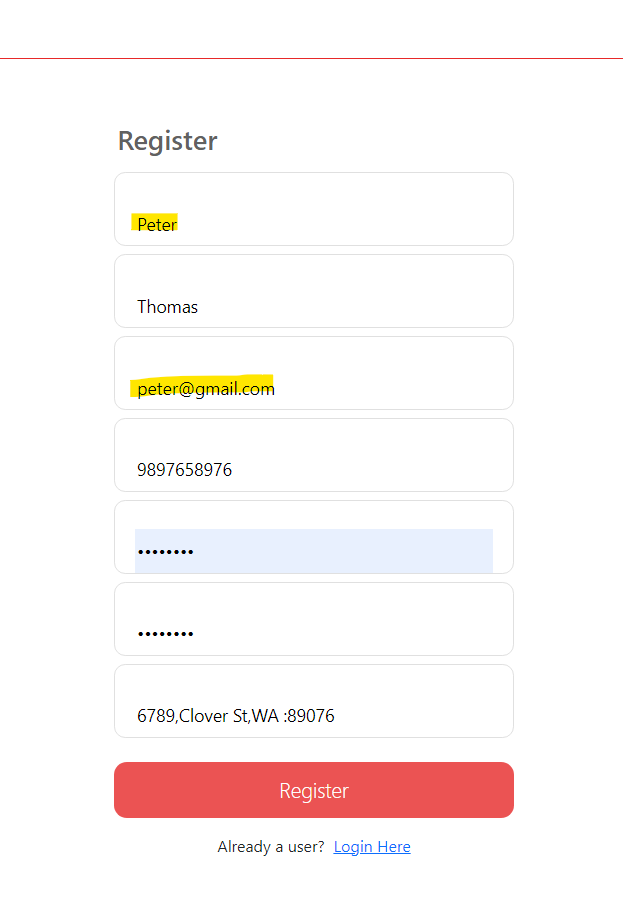 Register
Peter
Thomas
peter@gmail.com
9897658976
••••••••
••••••••
6789,Clover St,WA :89076
Register
Already a user? Login Here